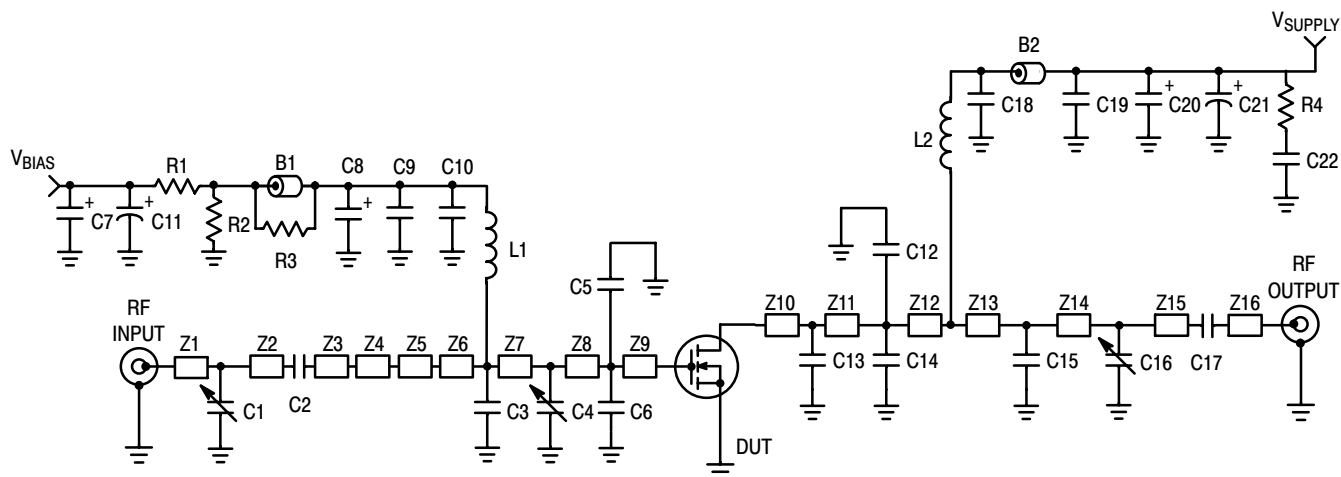 VSUPPLY
B2
C18
C19
+
C20
+
C21
R4
L2
C22
VBIAS
R1
B1
C8
C9
C10
+
C7
+
C11
R2
+
R3
L1
C5
C12
RF
INPUT
RF
OUTPUT
Z1
Z2
Z3
Z4
Z5
Z6
Z7
Z8
Z9
Z10
Z11
Z12
Z13
Z14
Z15
Z16
C1
C2
C3
C4
C6
C13
C14
C15
C16
C17
DUT